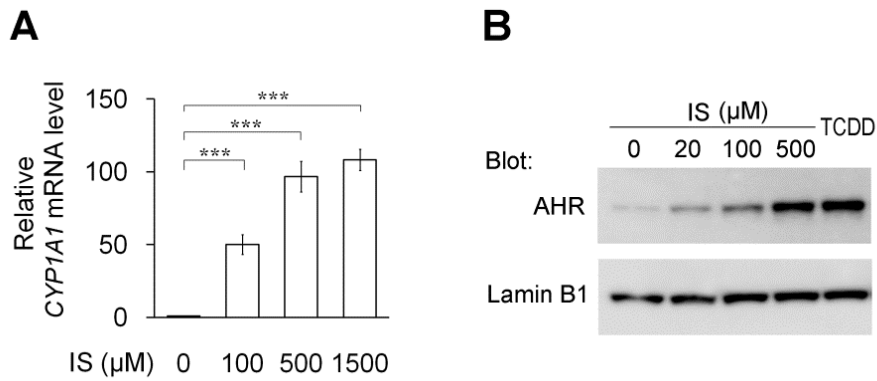 A
Relative
CYP1A1 mRNA level
150
100
50
0
***
***
***
IS (µM) 0 100 500 1500
B
IS (µM) TCDD
Blot: 0 20 100 500
AHR
Lamin B1